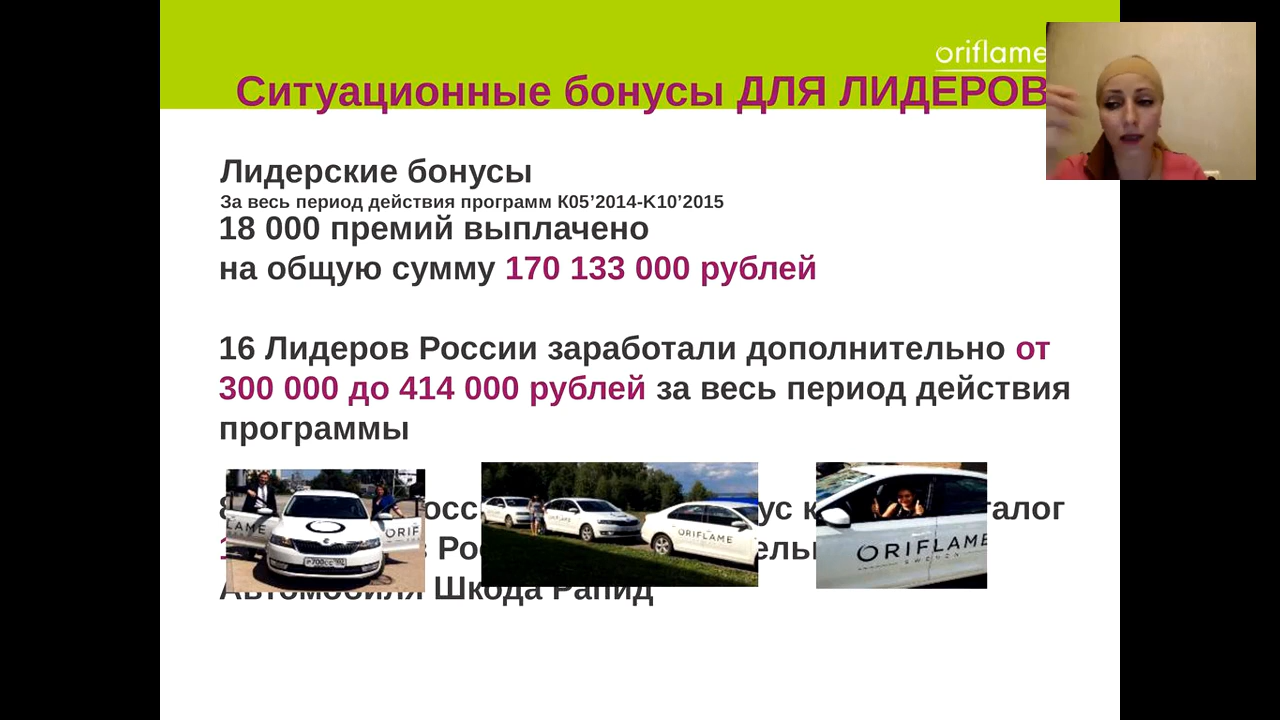 oriflame
Ситуационные бонусы ДЛЯ ЛИДЕРОВ
Лидерские бонусы
За весь период действия программ К05’2014-К10’2015
18 000 премий выплачено
на общую сумму 170 133 000 рублей
16 Лидеров России заработали дополнительно от
300 000 до 414 000 рублей за весь период действия
программы
Автомобиля Шкода Рапид
ORIFLAME
ORIFLAME
SWEDEN